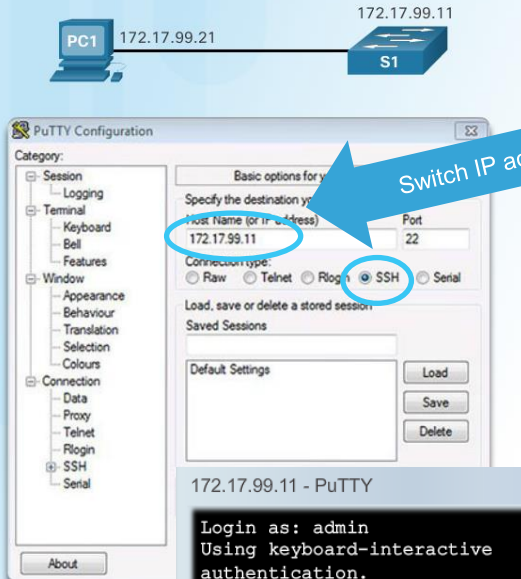 172.17.99.11
PC1
172.17.99.21
S1
PuTTY Configuration
Category:
Session
Logging
Terminal
Keyboard
Bell
Features
Window
Appearance
Behaviour
Translation
Selection
Colours
Connection
Data
Proxy
Telnet
Rlogin
SSH
Serial
About
Basic options for
Specify the destination
Host Name (or IP address)
Port
172.17.99.11
22
Connection type:
Raw Telnet Rlogin SSH Serial
Load, save or delete a stored session
Saved Sessions
Default Settings
Load
Save
Delete
Switch IP
172.17.99.11 - PuTTY
Login as: admin
Using keyboard-interactive
authentication.